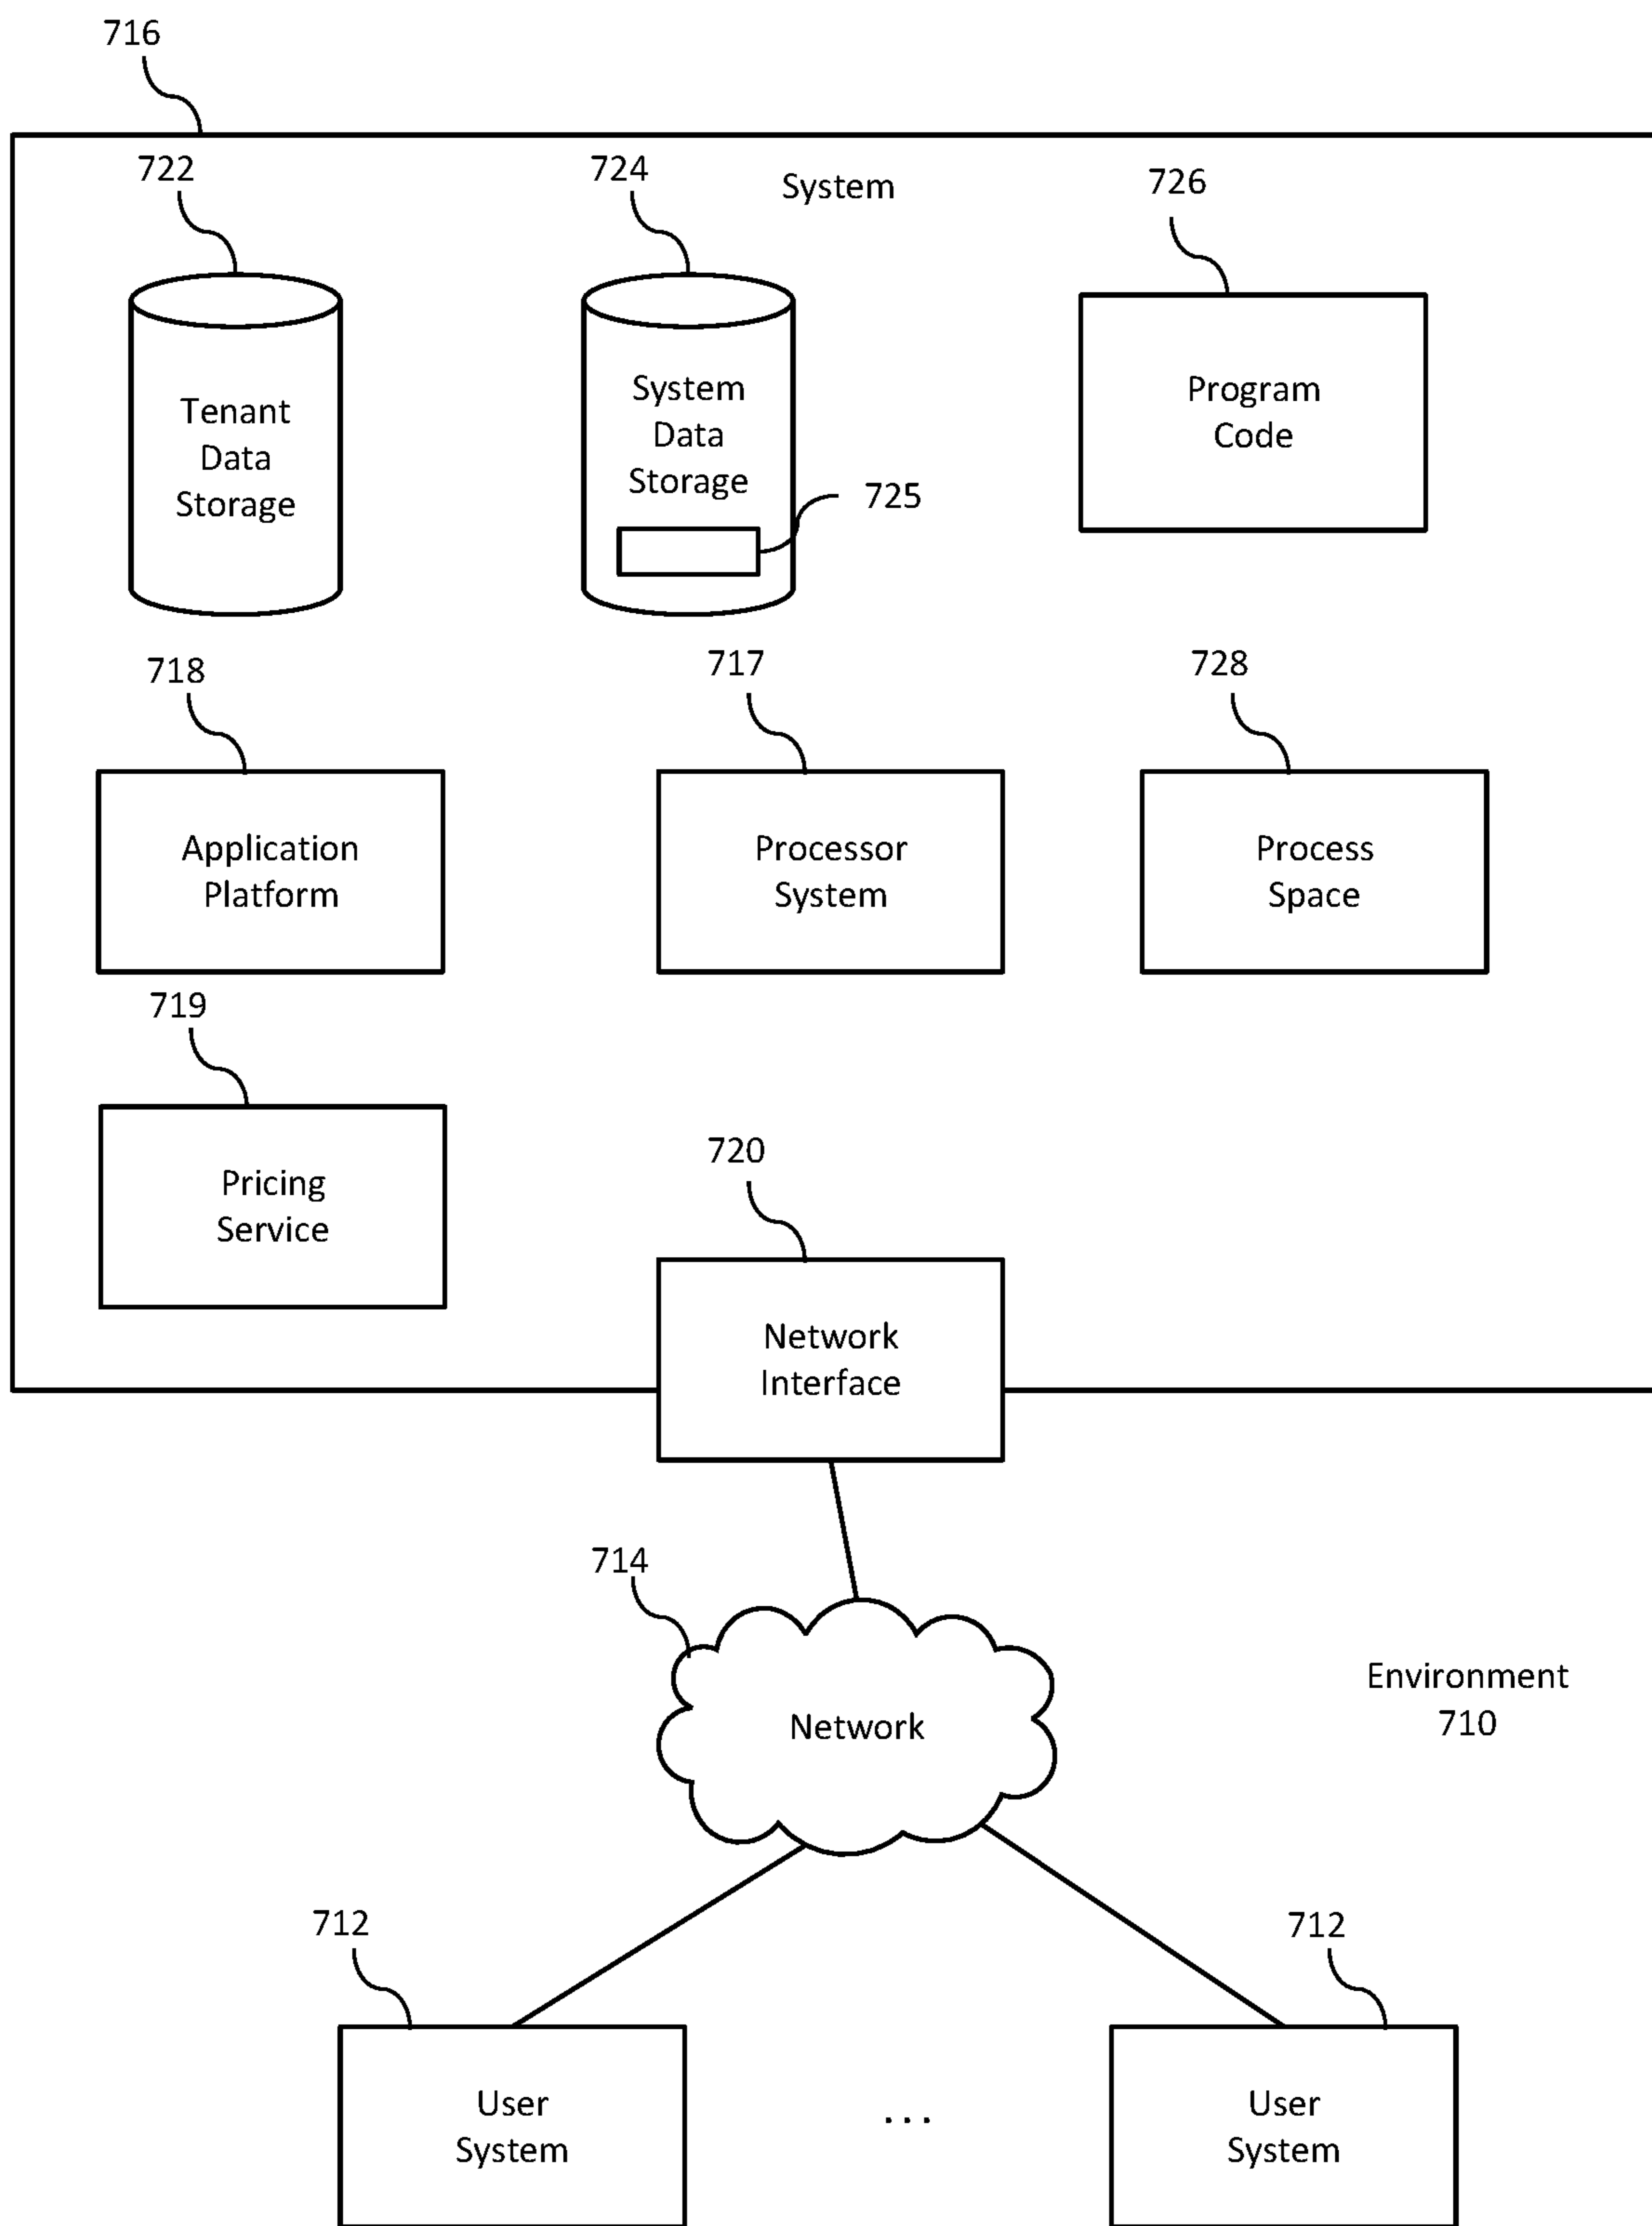 716
722
724
System
726
Tenant
Data
Storage
System
Data
Storage
725
Program
Code
718
717
728
Application
Platform
Processor
System
Process
Space
719
Pricing
Service
720
Network
Interface
714
Network
Environment
710
712
712
User
System
...
User
System